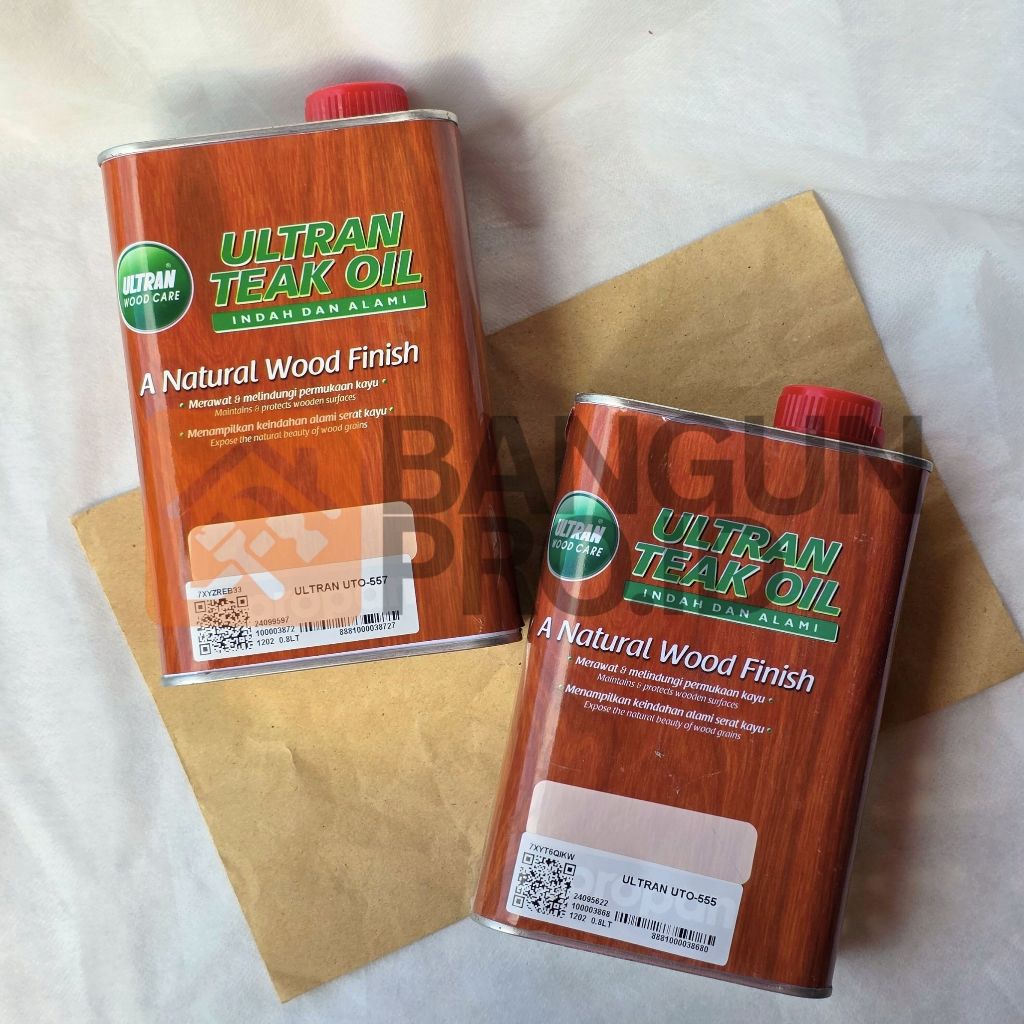 ULTRAN
WOOD CARE
ULTRAN
TEAK OIL
INDAH DAN ALAMI
A Natural Wood Finish
• Merawat & melindungi permukaan kayu •
Maintains & protects wooden surfaces
• Menampilkan keindahan alami serat kayu •
Expose the natural beauty of wood grains
7XYZREB33
ULTRAN UTO-557
24099597
100003872
1202 0.8LT
8881000038727
propan
BANGUN
PRO.
ULTRAN
WOOD CARE
ULTRAN
TEAK OIL
INDAH DAN ALAMI
A Natural Wood Finish
• Merawat & melindungi permukaan kayu •
Maintains & protects wooden surfaces
• Menampilkan keindahan alami serat kayu •
Expose the natural beauty of wood grains
7XYT6QIKW
ULTRAN UTO-555
24095622
100003868
1202 0.8LT
8881000038680
propan